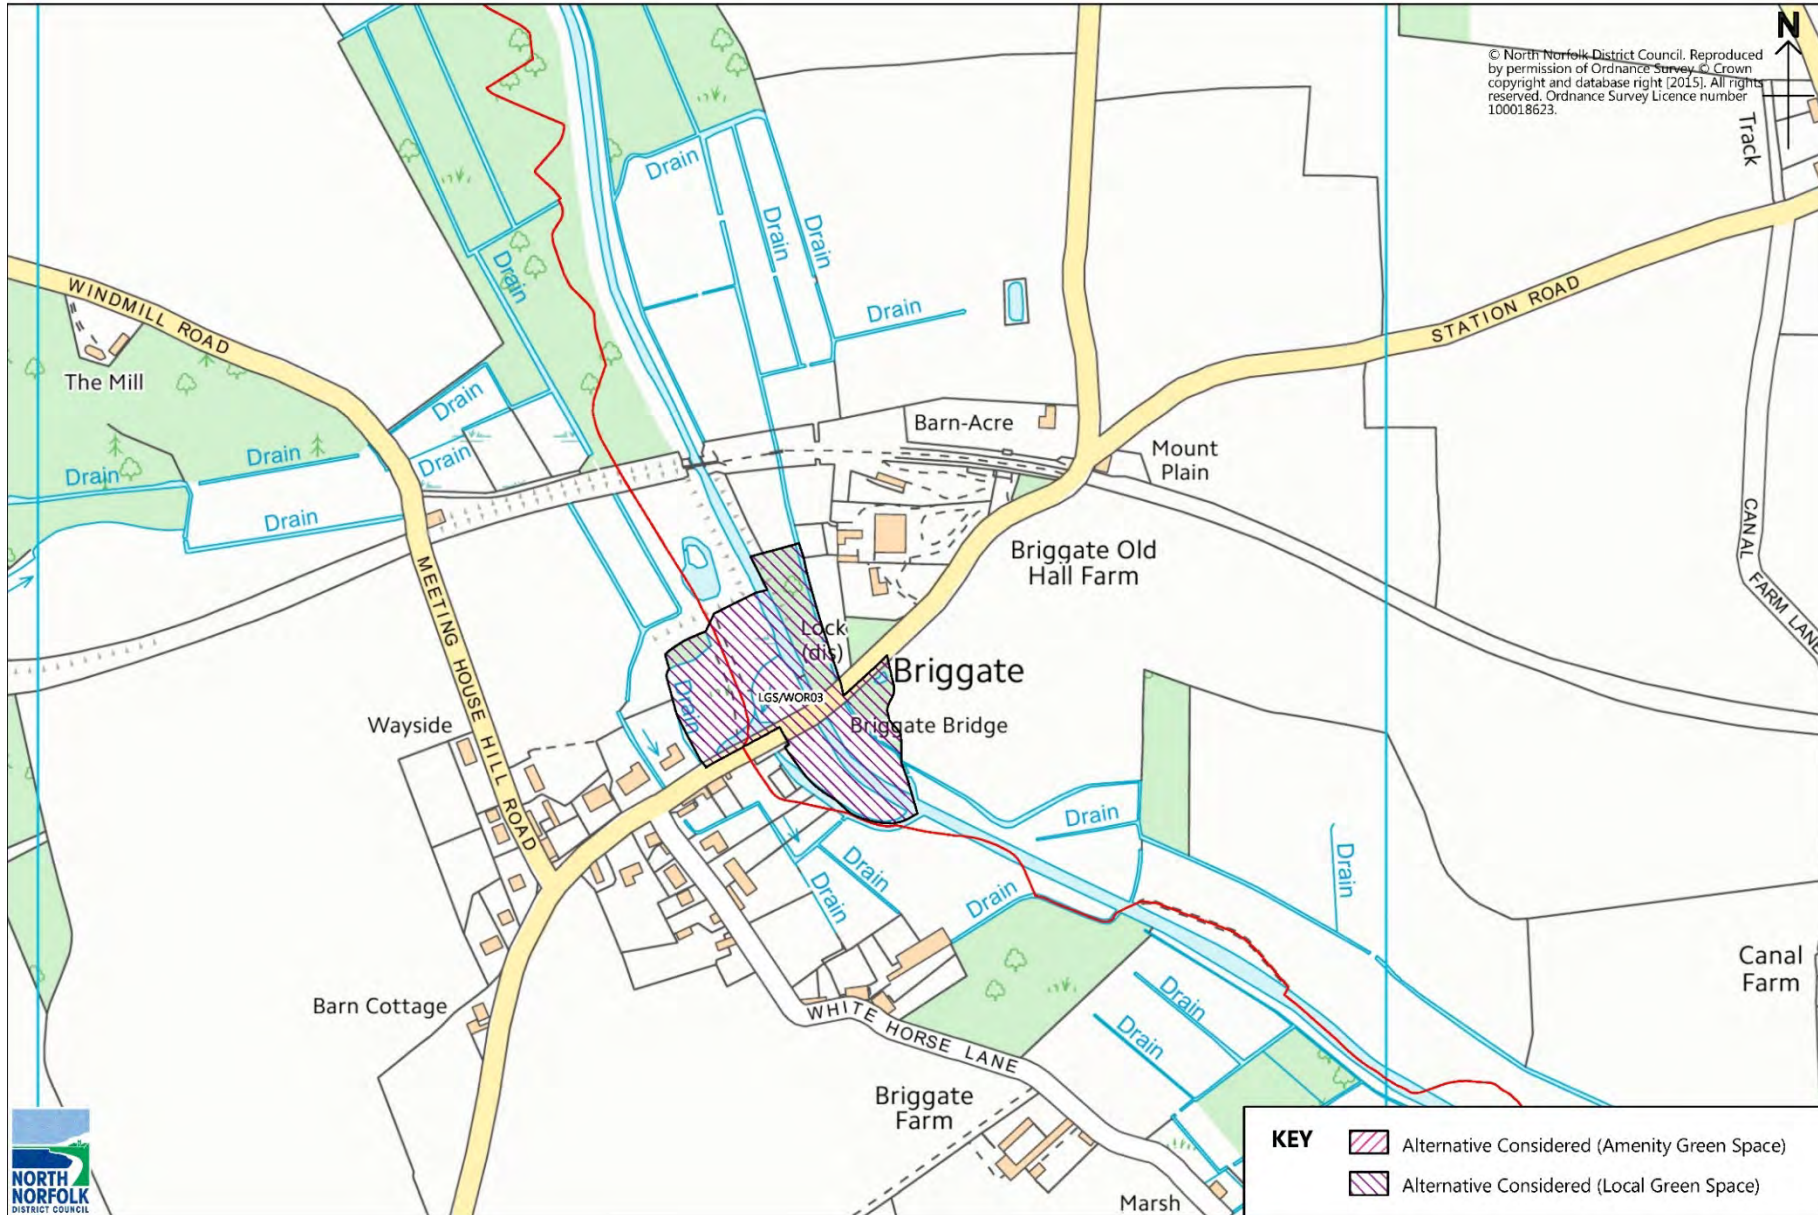 N
© North Norfolk District Council. Reproduced
by permission of Ordnance Survey © Crown
copyright and database right [2015]. All rights
reserved. Ordnance Survey Licence number
100018623.
Track
Drain
Drain
Drain
Drain
Drain
WINDMILL ROAD
STATION ROAD
The Mill
Drain
Barn-Acre
Mount
Plain
Drain
Drain
Drain
Drain
CANAL FARM LANE
MEETING HOUSE HILL ROAD
Briggate Old
Hall Farm
Lock
(dis)
Briggate
Drain
LGS/WOR03
Wayside
Briggate Bridge
Drain
Drain
Drain
Drain
Drain
Canal
Farm
Barn Cottage
WHITE HORSE LANE
Drain
Drain
Briggate
Farm
Marsh
KEY
Alternative Considered (Amenity Green Space)
Alternative Considered (Local Green Space)
NORTH
NORFOLK
DISTRICT COUNCIL